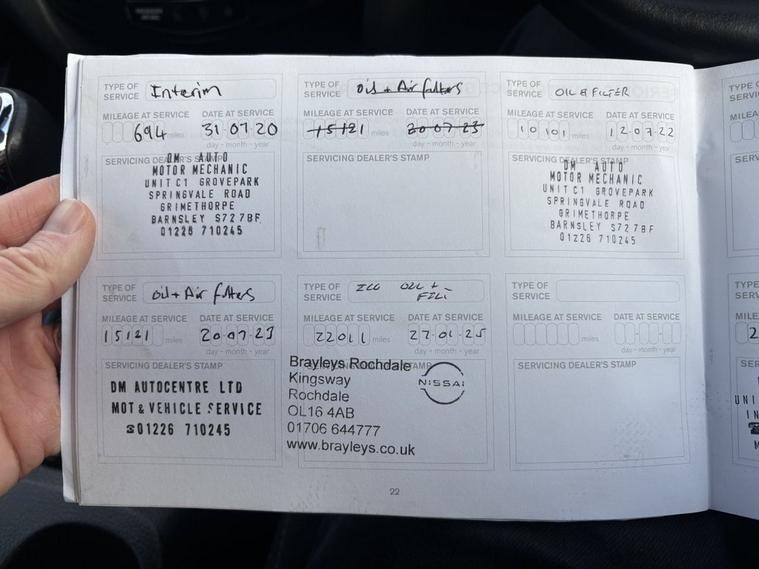 TYPE OF SERVICE Interim
MILEAGE AT SERVICE DATE AT SERVICE
694 miles 31 07 20
day - month - year
SERVICING DEALER'S STAMP
DM AUTO
MOTOR MECHANIC
UNIT C1 GROVEPARK
SPRINGVALE ROAD
GRIMETHORPE
BARNSLEY S72 7BF
01226 710245
TYPE OF SERVICE Oil + Air filters
MILEAGE AT SERVICE DATE AT SERVICE
15121 miles 20 07 23
day - month - year
SERVICING DEALER'S STAMP
TYPE OF SERVICE OIL & FILTER
MILEAGE AT SERVICE DATE AT SERVICE
10 101 miles 12 07 22
day - month - year
SERVICING DEALER'S STAMP
DM AUTO
MOTOR MECHANIC
UNIT C1 GROVEPARK
SPRINGVALE ROAD
GRIMETHORPE
BARNSLEY S72 7BF
01226 710245
TYPE OF SERVICE Oil + Air filters
MILEAGE AT SERVICE DATE AT SERVICE
15121 miles 20 07 23
day - month - year
SERVICING DEALER'S STAMP
DM AUTOCENTRE LTD
MOT & VEHICLE SERVICE
☎01226 710245
TYPE OF SERVICE OIL +
MILEAGE AT SERVICE DATE AT SERVICE
22011 miles 27 01 25
day - month - year
SERVICING DEALER'S STAMP
Brayleys Rochdale
NISSAN
Kingsway
Rochdale
OL16 4AB
01706 644777
www.brayleys.co.uk
TYPE OF SERVICE
MILEAGE AT SERVICE DATE AT SERVICE
miles
day - month - year
SERVICING DEALER'S STAMP
22